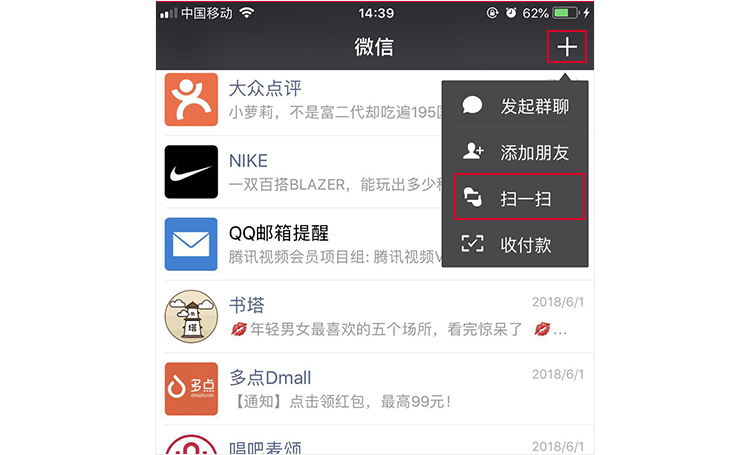 中国移动
14:39
62%
微信
大众点评
小萝莉，不是富二代却吃遍195
发起群聊
NIKE
添加朋友
一双百搭BLAZER，能玩出多少
扫一扫
QQ邮箱提醒
收付款
腾讯视频会员项目组: 腾讯视频V
书塔
2018/6/1
塔
💋年轻男女最喜欢的五个场所，看完惊呆了 💋...
多点Dmall
2018/6/1
多点
dmall.com
【通知】点击领红包，最高99元！
唱吧麦颂
2018/6/1